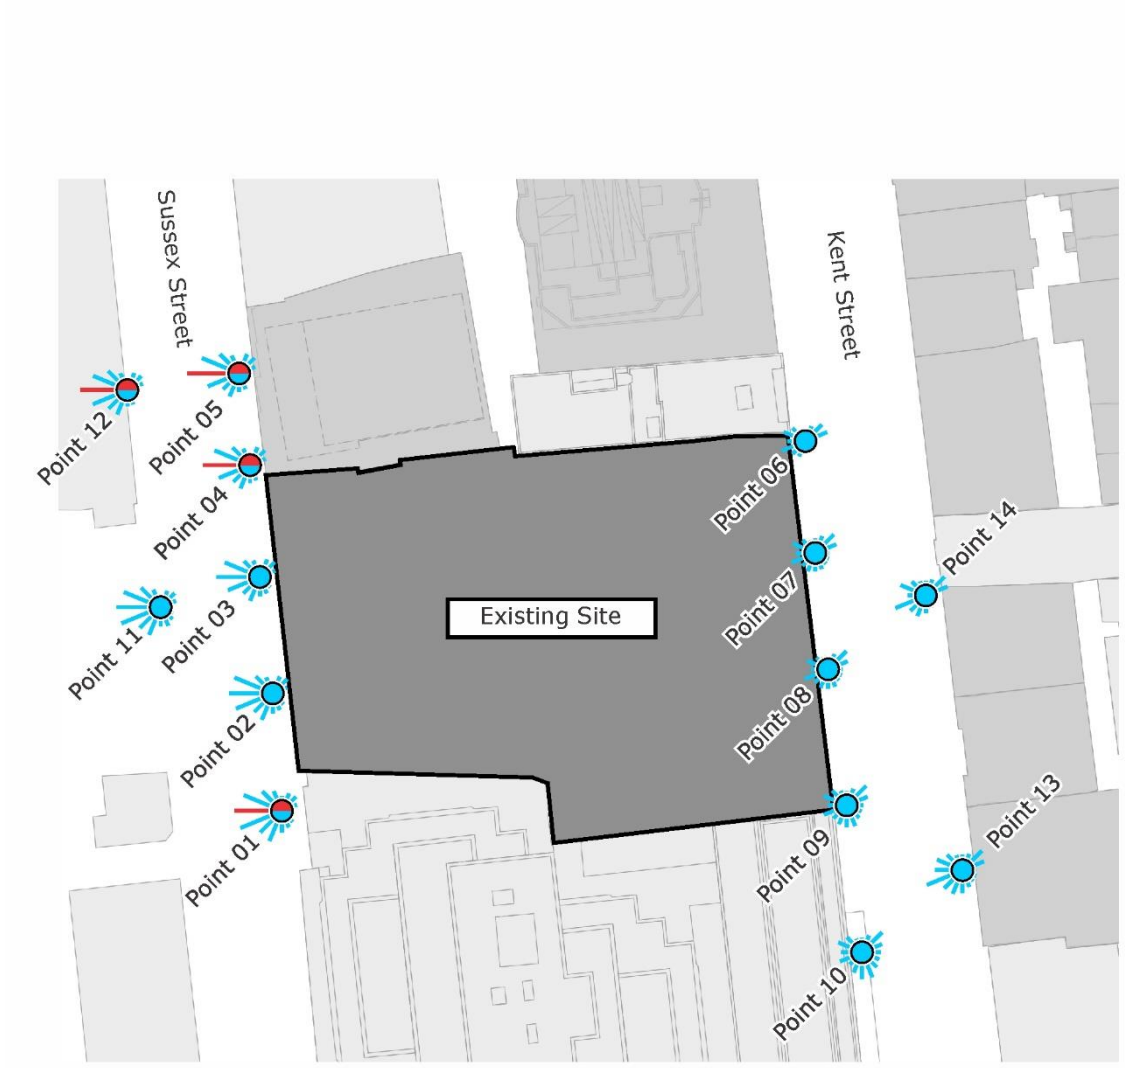 Sussex Street
Kent Street
Point 12
Point 05
Point 04
Point 06
Point 14
Point 03
Point 07
Point 11
Existing Site
Point 02
Point 08
Point 01
Point 09
Point 13
Point 10